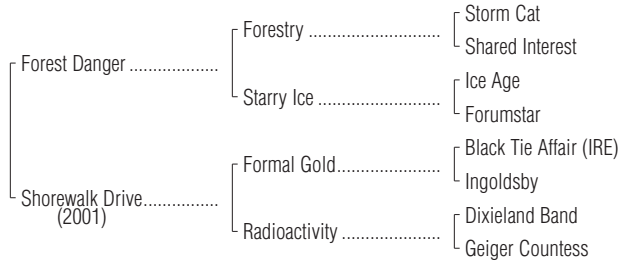 Storm Cat
Forestry
Shared Interest
Forest Danger
Ice Age
Starry Ice
Forumstar
Black Tie Affair (IRE)
Formal Gold
Ingoldsby
Shorewalk Drive
(2001)
Dixieland Band
Radioactivity
Geiger Countess